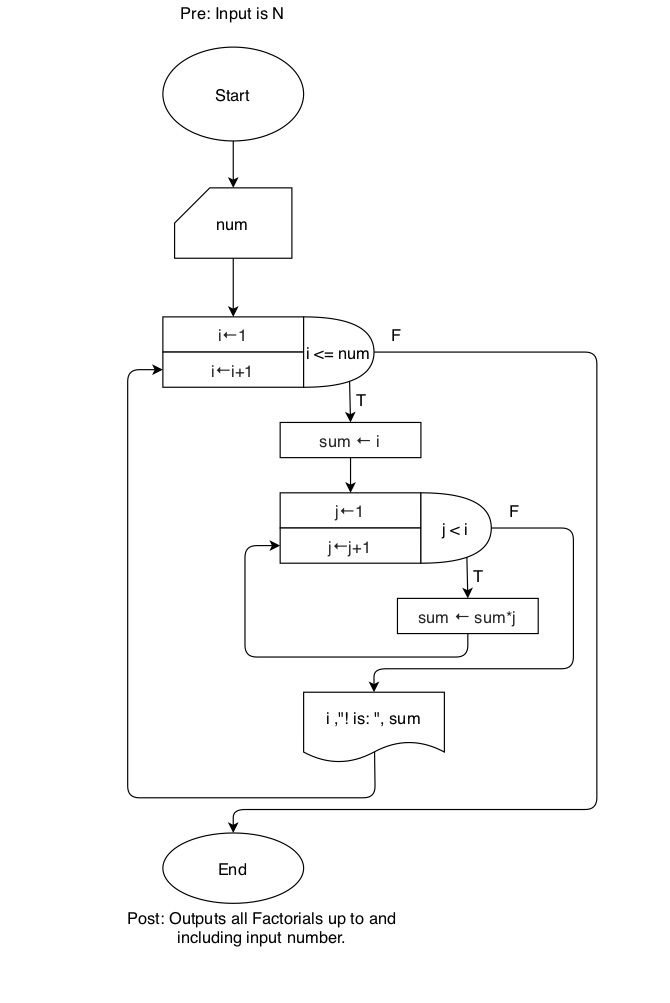 Pre: Input is N
Start
num
i←1
i <= num
F
i←i+1
T
sum ← i
j←1
j < i
F
j←j+1
T
sum ← sum*j
i ,"! is: ", sum
End
Post: Outputs all Factorials up to and
including input number.